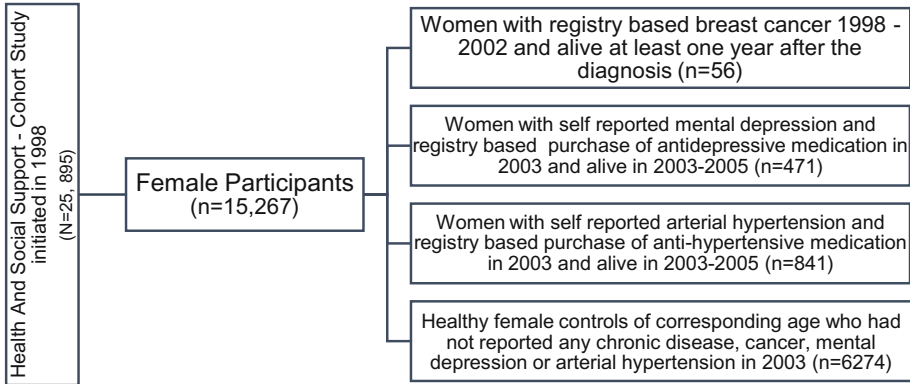 Health And Social Support - Cohort Study
initiated in 1998
(N=25, 895)
Female Participants
(n=15,267)
Women with registry based breast cancer 1998 -
2002 and alive at least one year after the
diagnosis (n=56)
Women with self reported mental depression and
registry based purchase of antidepressive medication in
2003 and alive in 2003-2005 (n=471)
Women with self reported arterial hypertension and
registry based purchase of anti-hypertensive medication
in 2003 and alive in 2003-2005 (n=841)
Healthy female controls of corresponding age who had
not reported any chronic disease, cancer, mental
depression or arterial hypertension in 2003 (n=6274)